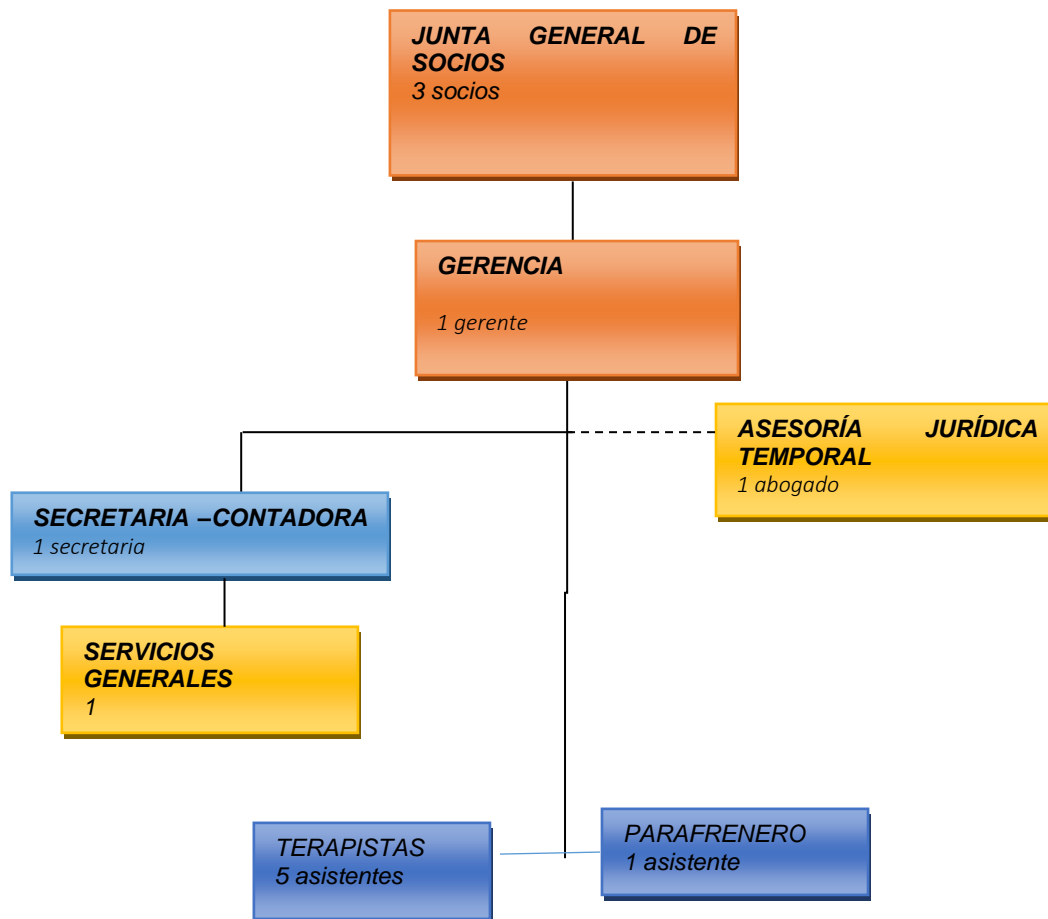 JUNTA GENERAL DE
SOCIOS
3 socios
GERENCIA
1 gerente
ASESORÍA JURÍDICA
TEMPORAL
1 abogado
SECRETARIA –CONTADORA
1 secretaria
SERVICIOS
GENERALES
1
TERAPISTAS
5 asistentes
PARAFRENERO
1 asistente